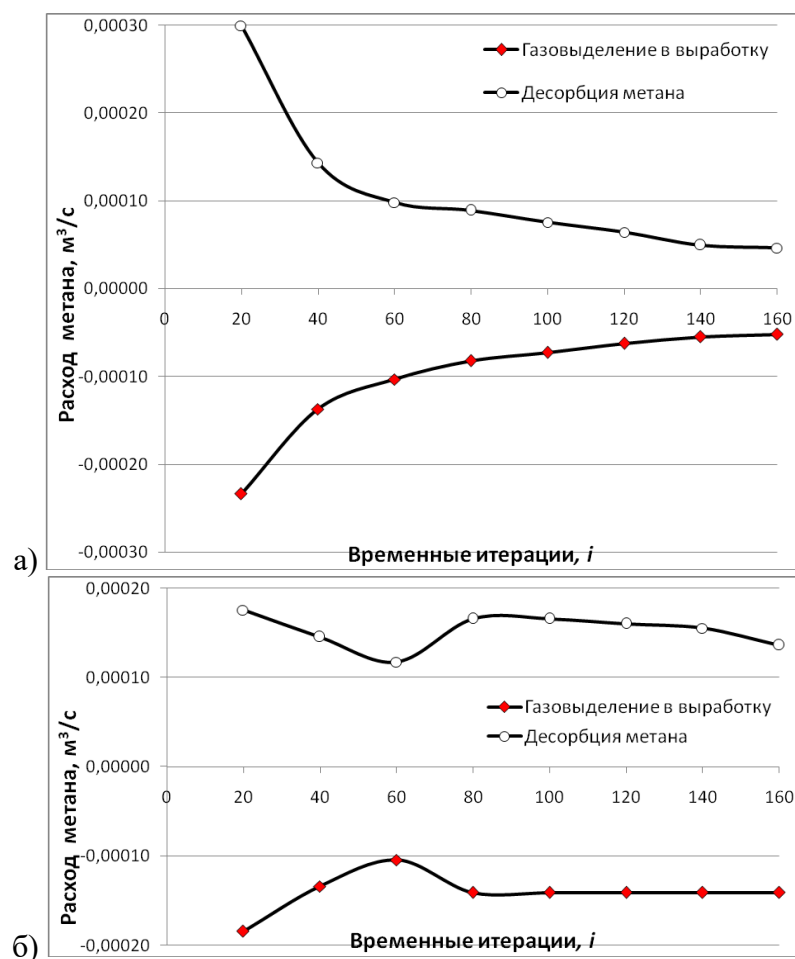 0,00030
Газовыделение в выработку
Десорбция метана
0,00020
0,00010
0,00000
0 20 40 60 80 100 120 140 160
-0,00010
-0,00020
-0,00030
Расход метана, м³/с
Временные итерации, i
а)
0,00020
0,00010
Газовыделение в выработку
Десорбция метана
0,00000
0 20 40 60 80 100 120 140 160
-0,00010
-0,00020
Расход метана, м³/с
Временные итерации, i
б)